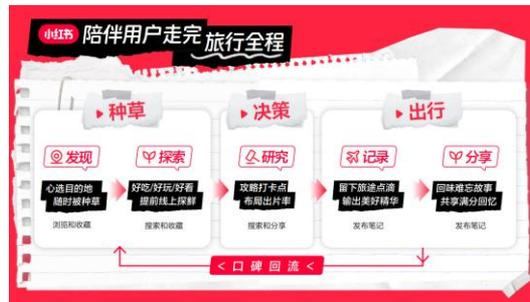 小红书 陪伴用户走完旅行全程
种草
决策
出行
发现
探索
研究
记录
分享
心选目的地
随时被种草
好吃/好玩/好看
提前线上探鲜
攻略打卡点
布局出片率
留下旅途点滴
输出美好精华
回味难忘故事
共享满分回忆
浏览和收藏
搜索和收藏
搜索和分享
发布笔记
发布笔记
<口碑回流<